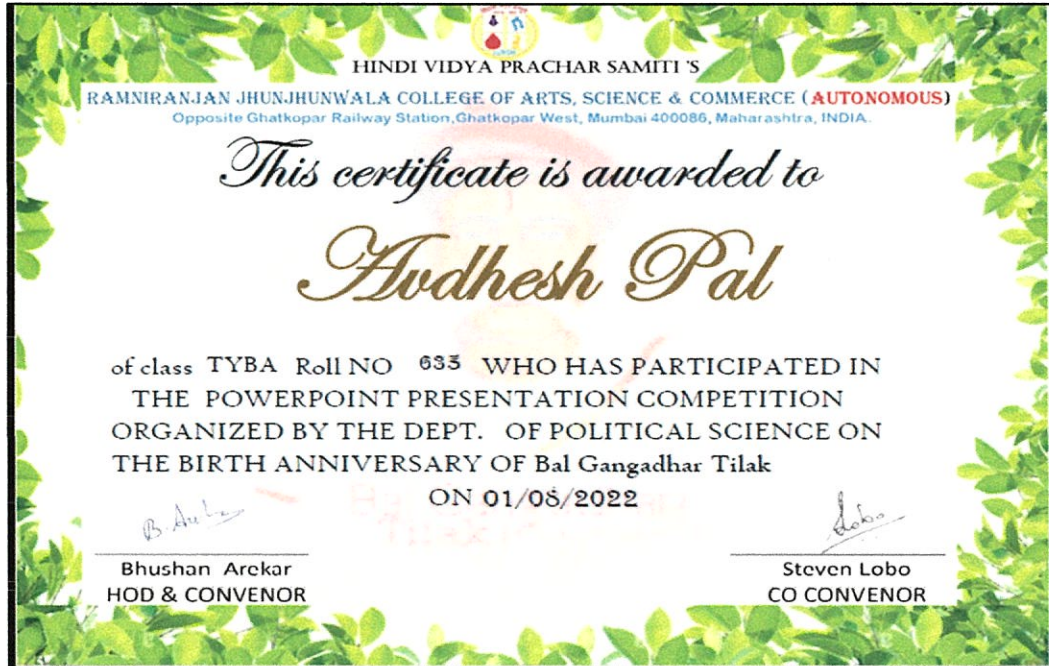 HINDI VIDYA PRACHAR SAMITI 'S
RAMNIRANJAN JHUNJHUNWALA COLLEGE OF ARTS, SCIENCE & COMMERCE (AUTONOMOUS)
Opposite Ghatkopar Railway Station,Ghatkopar West, Mumbai 400086, Maharashtra, INDIA.
This certificate is awarded to
Avdhesh Pal
of class TYBA Roll NO 633 WHO HAS PARTICIPATED IN
THE POWERPOINT PRESENTATION COMPETITION
ORGANIZED BY THE DEPT. OF POLITICAL SCIENCE ON
THE BIRTH ANNIVERSARY OF Bal Gangadhar Tilak
ON 01/08/2022
Lobo
Bhushan Arekar
HOD & CONVENOR
Steven Lobo
CO CONVENOR